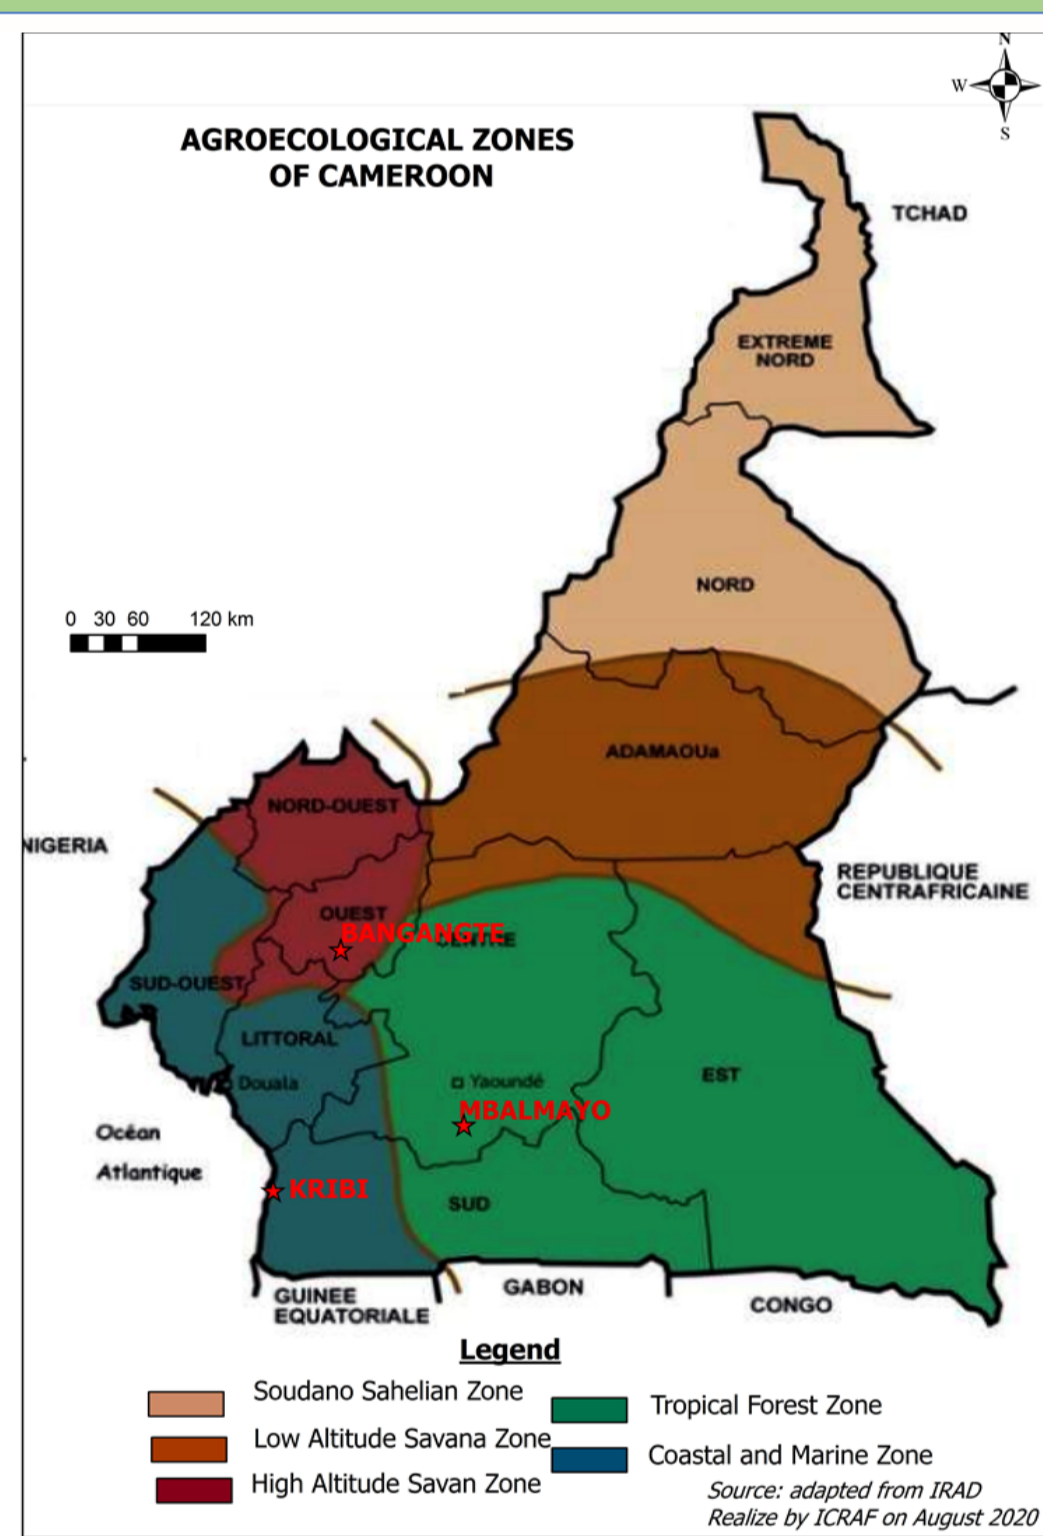 N
W
S
AGROECOLOGICAL ZONES
OF CAMEROON
TCHAD
EXTREME
NORD
NORD
0 30 60 120 km
ADAMAOUa
NORD-OUEST
NIGERIA
REPUBLIQUE
CENTRAFRICAINE
OUEST
BANGANGTE
CENTRE
SUD-OUEST
LITTORAL
EST
Douala
Yaoundé
MBALMAYO
Océan
Atlantique
KRIBI
SUD
GUINEE
EQUATORIALE
GABON
CONGO
Legend
Soudano Sahelian Zone
Low Altitude Savana Zone
High Altitude Savan Zone
Tropical Forest Zone
Coastal and Marine Zone
Source: adapted from IRAD
Realize by ICRAF on August 2020